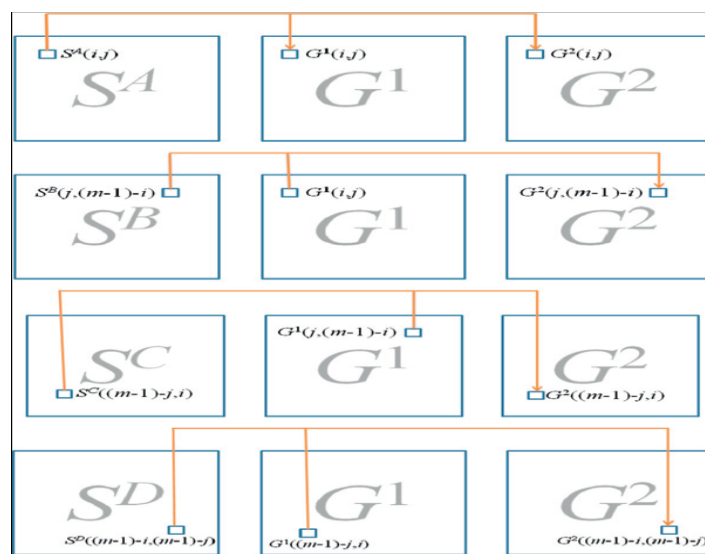 S^A(i,j) G^1(i,j) G^2(i,j)
S^A G^1 G^2
S^B(j,(m-1)-i) G^1(i,j) G^2(j,(m-1)-i)
S^B G^1 G^2
G^1(j,(m-1)-i)
S^C G^1 G^2
S^C((m-1)-j,i) G^2((m-1)-j,i)
S^D G^1 G^2
S^D((m-1)-i,(m-1)-j) G^1((m-1)-j,i) G^2((m-1)-i,(m-1)-j)